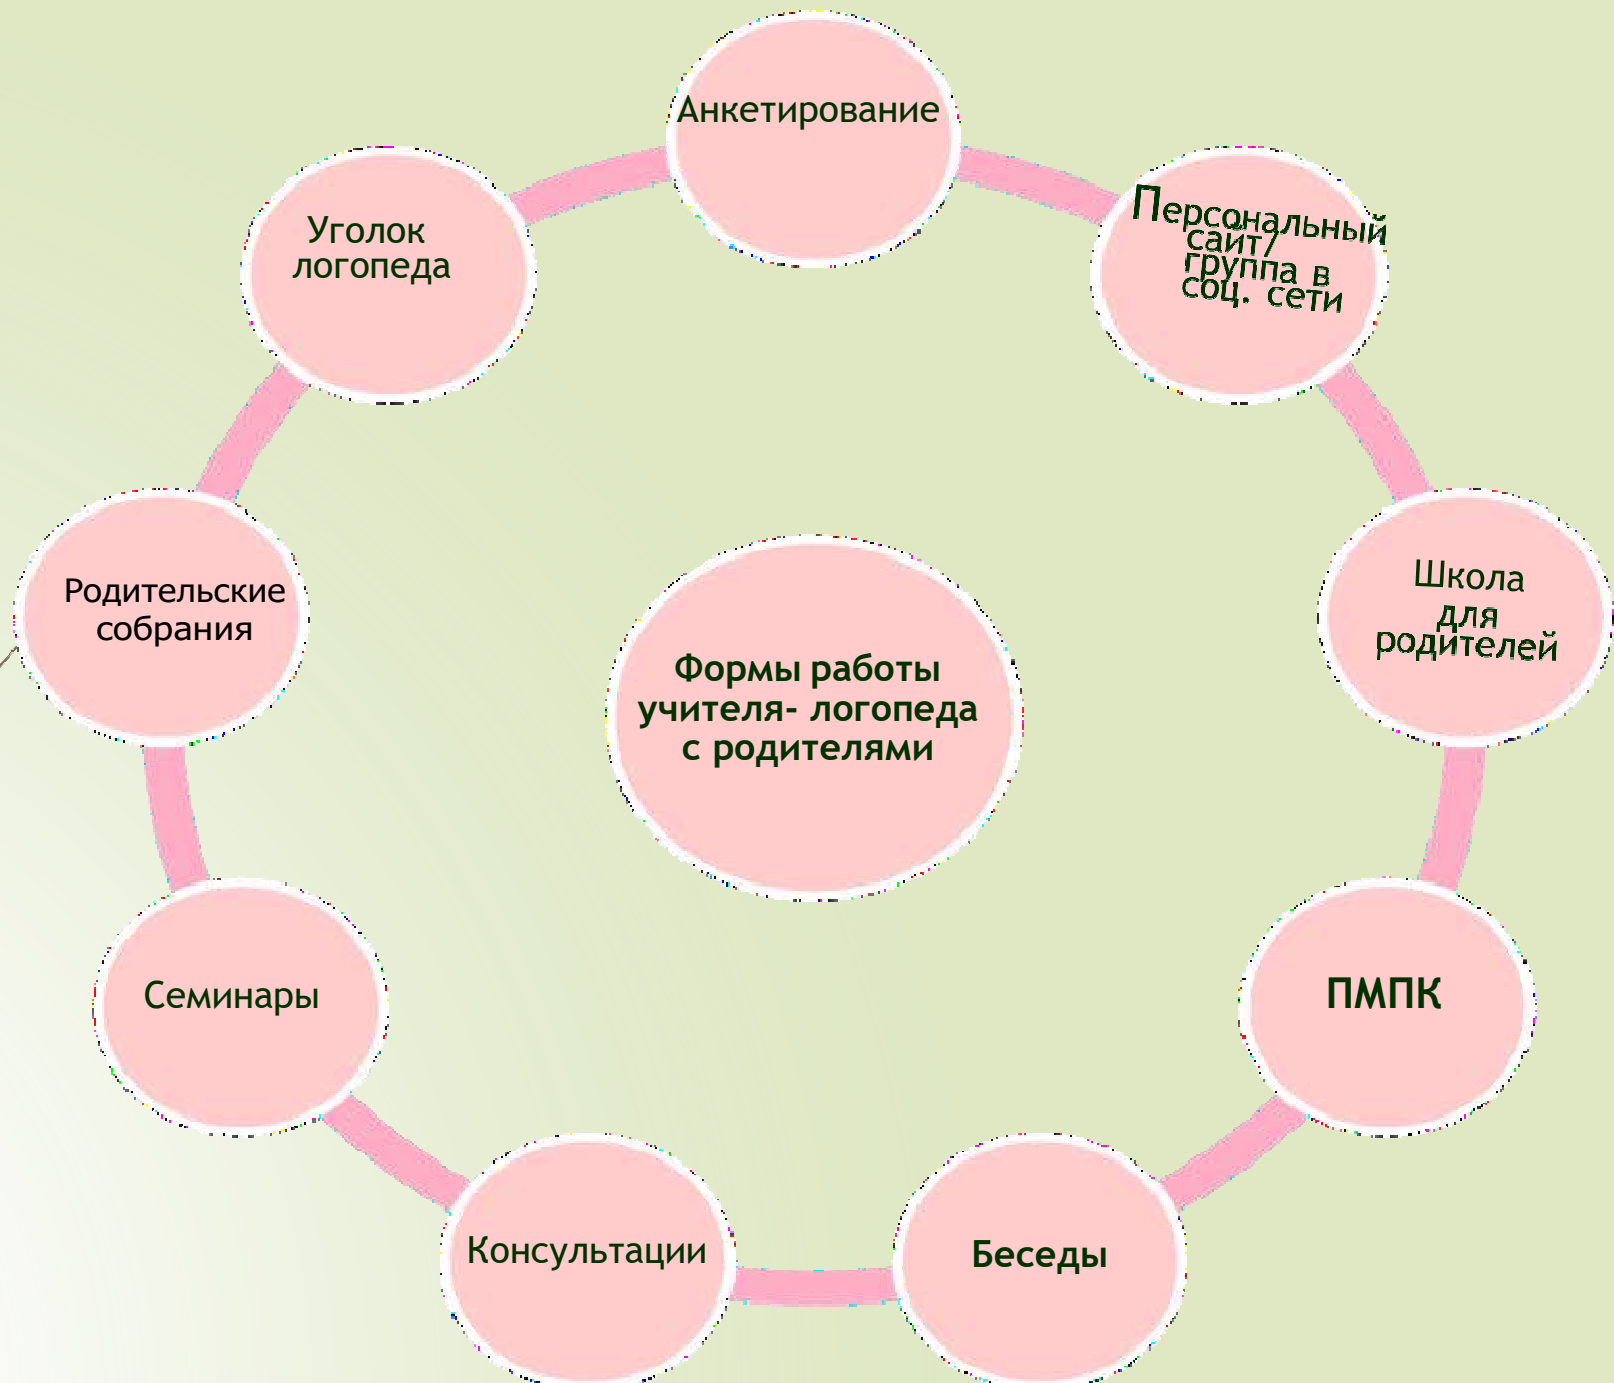 Анкетирование
Персональный
сайт/
группа в
соц. сети
Уголок
логопеда
Школа
для
родителей
Родительские
собрания
Формы работы
учителя- логопеда
с родителями
Семинары
ПМПК
Консультации
Беседы